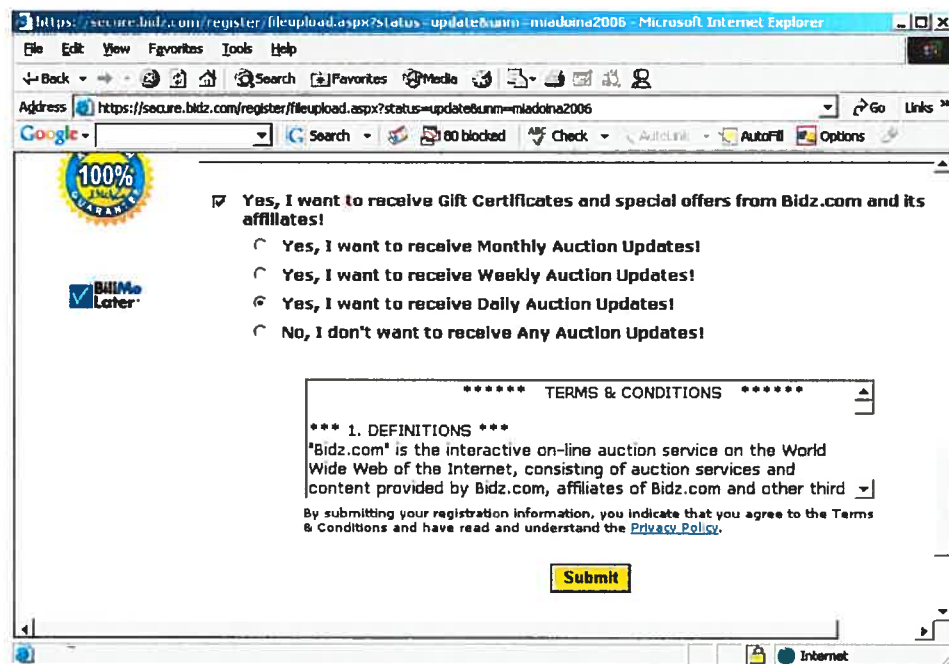 https://secure.bidz.com/register/fileupload.aspx?status=update&unm=miadoina2006 - Microsoft Internet Explorer
File Edit View Favorites Tools Help
Back Search Favorites Media
Address https://secure.bidz.com/register/fileupload.aspx?status=update&unm=miadoina2006 Go Links »
Google Search 80 blocked ABC Check AutoLink AutoFill Options
100%
Bidz
GUARANTEE
Yes, I want to receive Gift Certificates and special offers from Bidz.com and its
affiliates!
Yes, I want to receive Monthly Auction Updates!
Yes, I want to receive Weekly Auction Updates!
BillMe
Later
Yes, I want to receive Daily Auction Updates!
No, I don't want to receive Any Auction Updates!
****** TERMS & CONDITIONS ******
*** 1. DEFINITIONS ***
"Bidz.com" is the interactive on-line auction service on the World
Wide Web of the Internet, consisting of auction services and
content provided by Bidz.com, affiliates of Bidz.com and other third
By submitting your registration information, you indicate that you agree to the Terms
& Conditions and have read and understand the Privacy Policy.
Submit
Internet